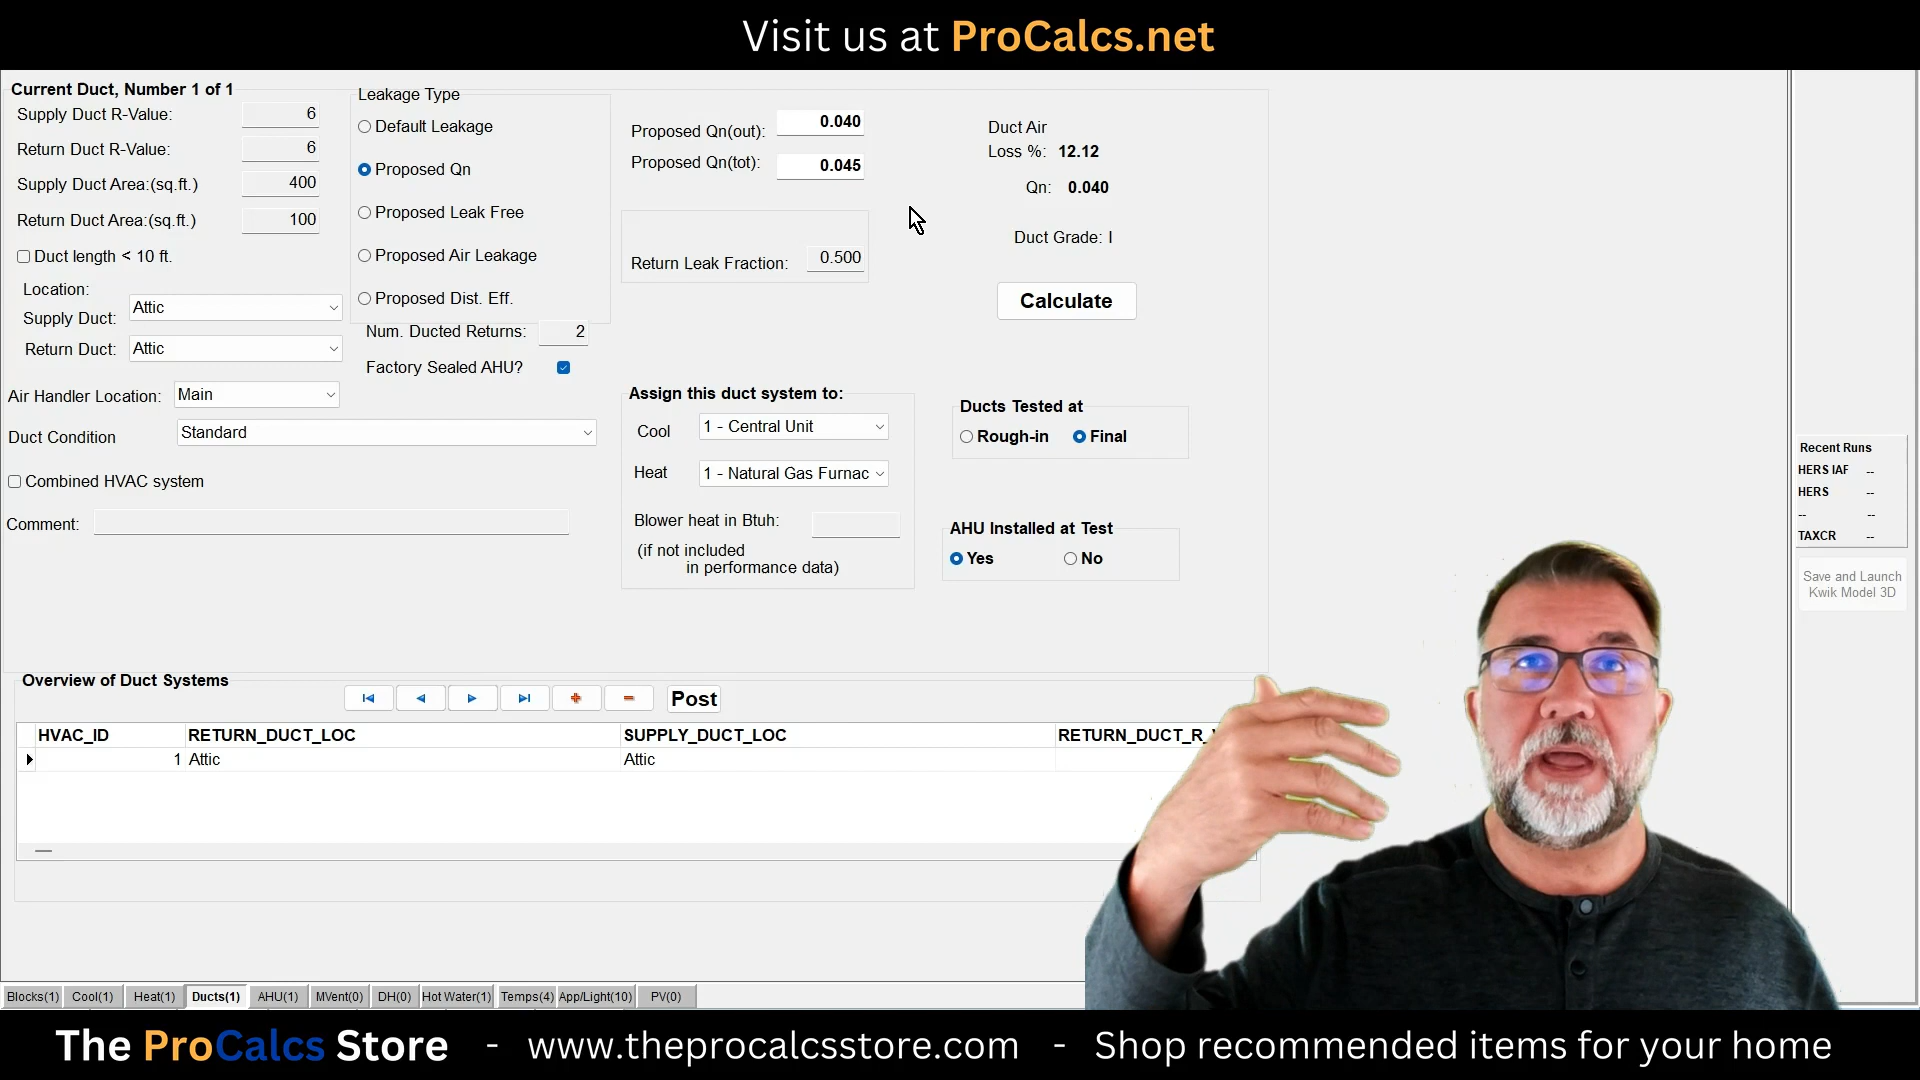 Visit us at ProCalcs.net
Current Duct, Number 1 of 1
Supply Duct R-Value: 6
Return Duct R-Value: 6
Supply Duct Area:(sq.ft.) 400
Return Duct Area:(sq.ft.) 100
Duct length < 10 ft.
Location:
Supply Duct: Attic
Return Duct: Attic
Air Handler Location: Main
Duct Condition Standard
Combined HVAC system
Comment:
Leakage Type
Default Leakage
Proposed Qn
Proposed Leak Free
Proposed Air Leakage
Proposed Dist. Eff.
Num. Ducted Returns: 2
Factory Sealed AHU?
Proposed Qn(out): 0.040
Proposed Qn(tot): 0.045
Return Leak Fraction: 0.500
Duct Air
Loss %: 12.12
Qn: 0.040
Duct Grade: I
Calculate
Assign this duct system to:
Cool 1 - Central Unit
Heat 1 - Natural Gas Furnac
Blower heat in Btuh:
(if not included
in performance data)
Ducts Tested at
Rough-in Final
AHU Installed at Test
Yes No
Recent Runs
HERS IAF --
HERS --
-- --
TAXCR --
Save and Launch
Kwik Model 3D
Overview of Duct Systems
Post
HVAC_ID RETURN_DUCT_LOC SUPPLY_DUCT_LOC RETURN_DUCT_R_
1 Attic Attic
Blocks(1) Cool(1) Heat(1) Ducts(1) AHU(1) MVent(0) DH(0) Hot Water(1) Temps(4) App/Light(10) PV(0)
The ProCalcs Store - www.theprocalcsstore.com - Shop recommended items for your home